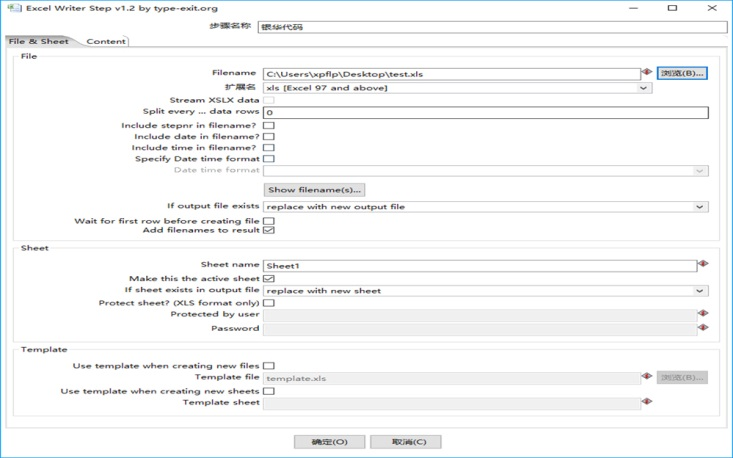 Excel Writer Step v1.2 by type-exit.org
步骤名称 银华代码
File & Sheet Content
File
Filename C:\Users\xpflp\Desktop\test.xls 浏览(B)...
扩展名 xls [Excel 97 and above]
Stream XSLX data
Split every ... data rows 0
Include stepnr in filename?
Include date in filename?
Include time in filename?
Specify Date time format
Date time format
Show filename(s)...
If output file exists replace with new output file
Wait for first row before creating file
Add filenames to result
Sheet
Sheet name Sheet1
Make this the active sheet
If sheet exists in output file replace with new sheet
Protect sheet? (XLS format only)
Protected by user
Password
Template
Use template when creating new files
Template file template.xls 浏览(B)...
Use template when creating new sheets
Template sheet
确定(O) 取消(C)